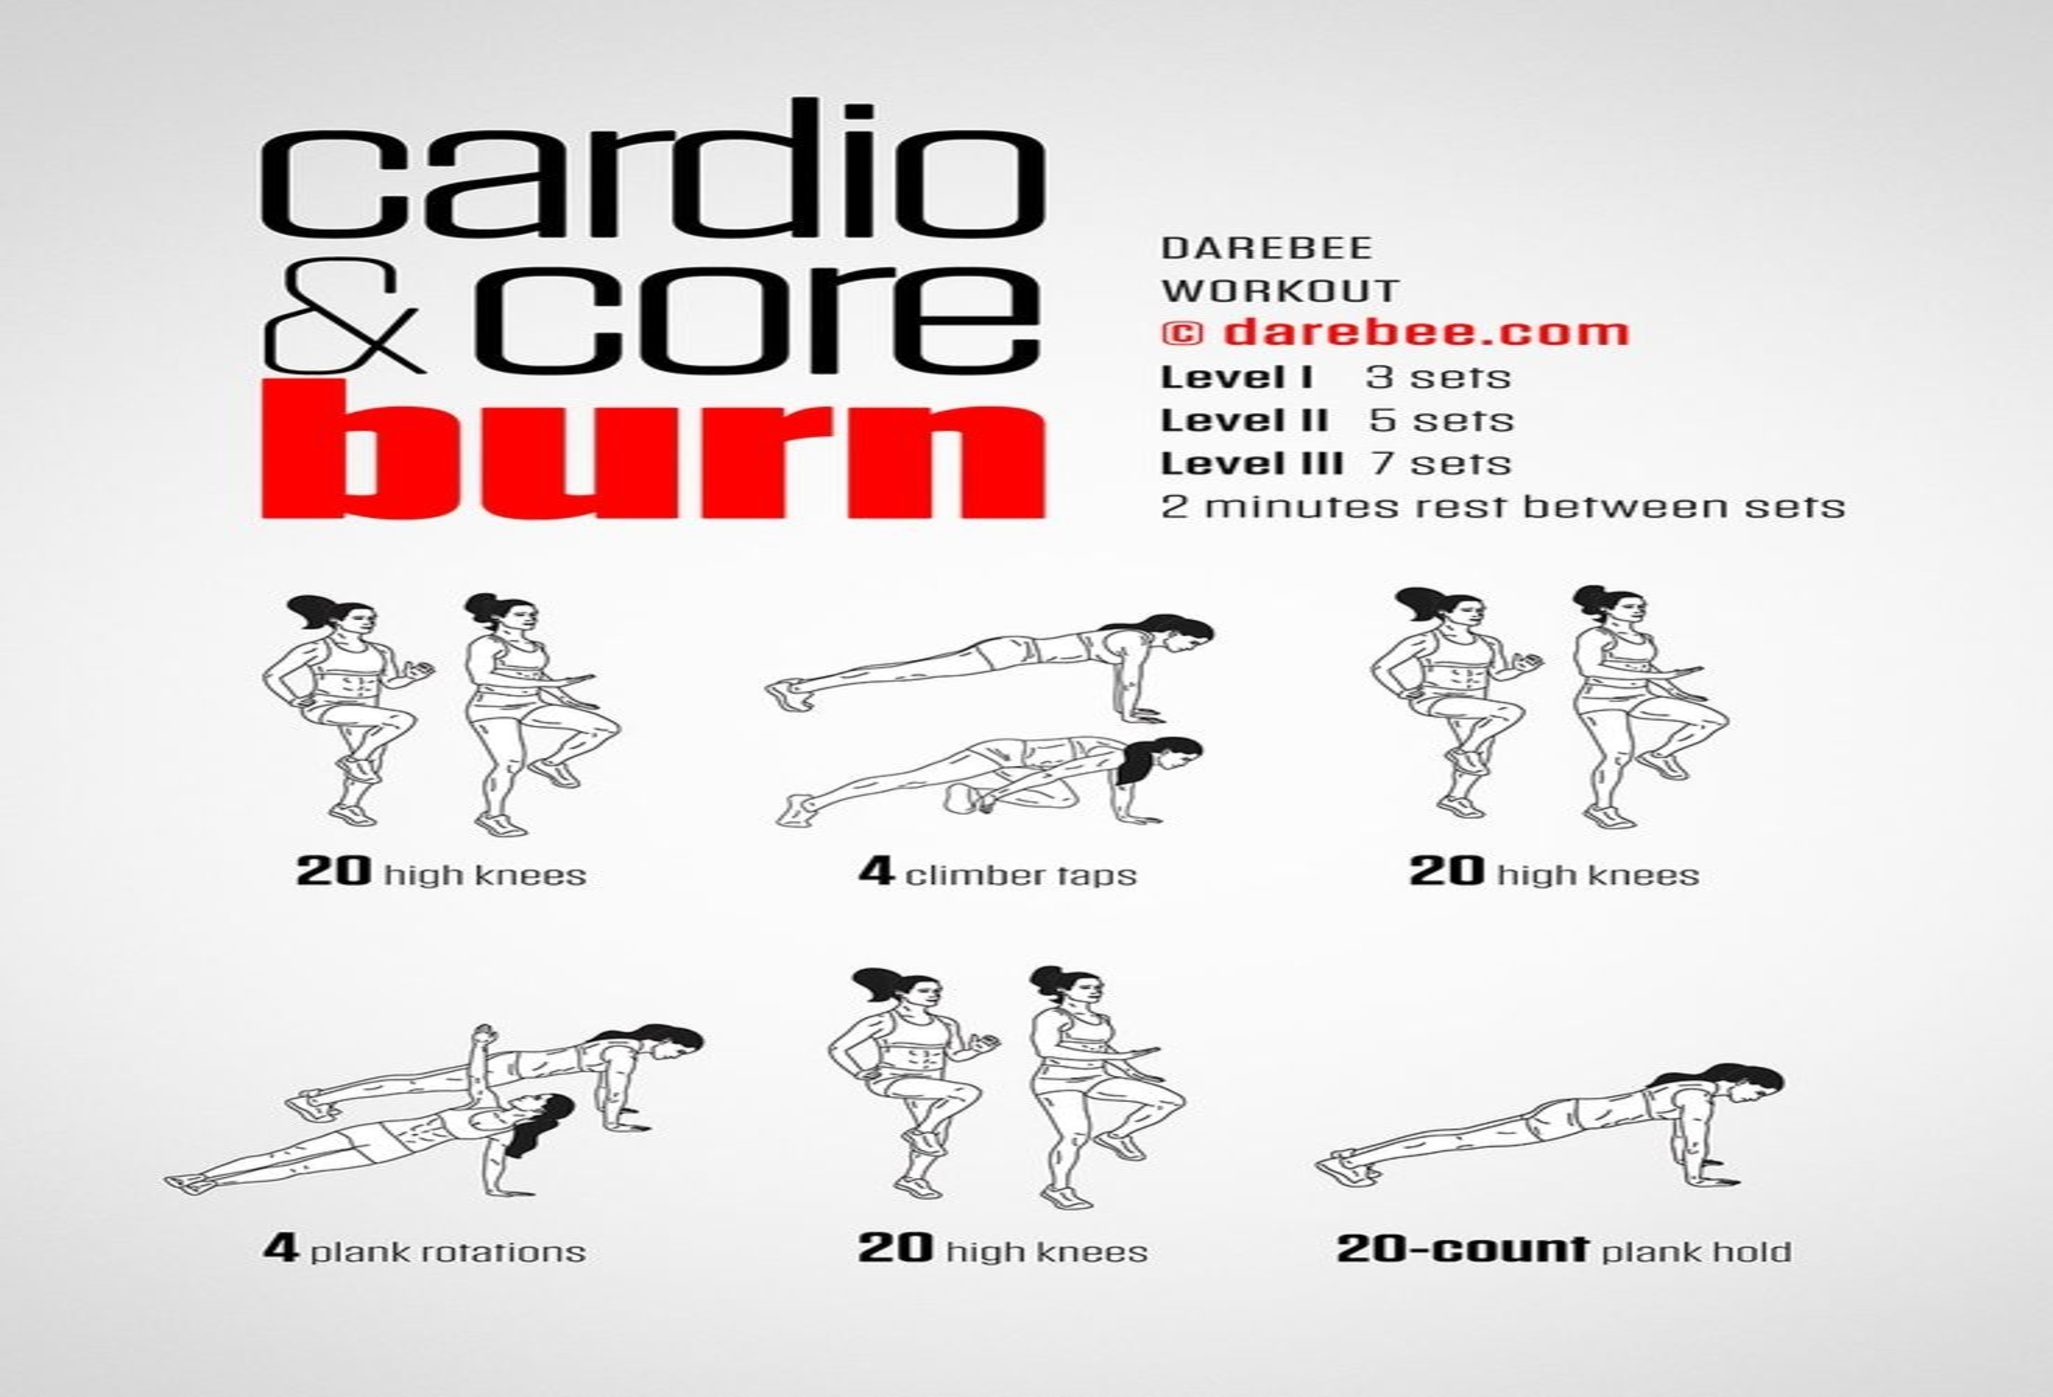 cardio
& core
burn
DAREBEE
WORKOUT
© darebee.com
Level I 3 sets
Level II 5 sets
Level III 7 sets
2 minutes rest between sets
20 high knees
4 climber taps
20 high knees
4 plank rotations
20 high knees
20-count plank hold